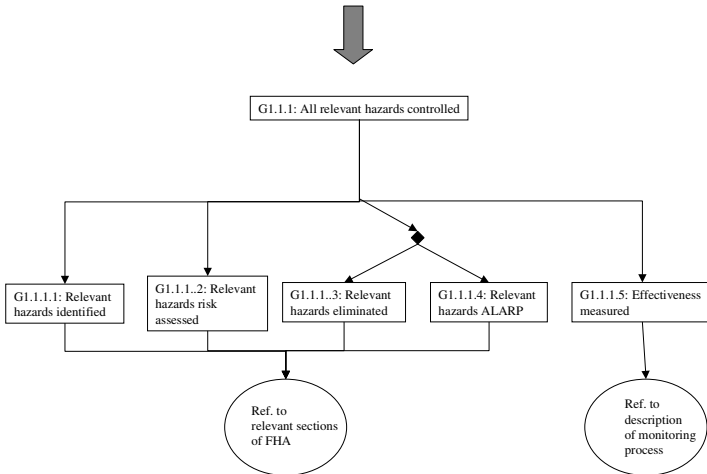 G1.1.1: All relevant hazards controlled
G1.1.1.1: Relevant
hazards identified
G1.1.1..2: Relevant
hazards risk
assessed
G1.1.1..3: Relevant
hazards eliminated
G1.1.1.4: Relevant
hazards ALARP
G1.1.1.5: Effectiveness
measured
Ref. to
relevant sections
of FHA
Ref. to
description
of monitoring
process